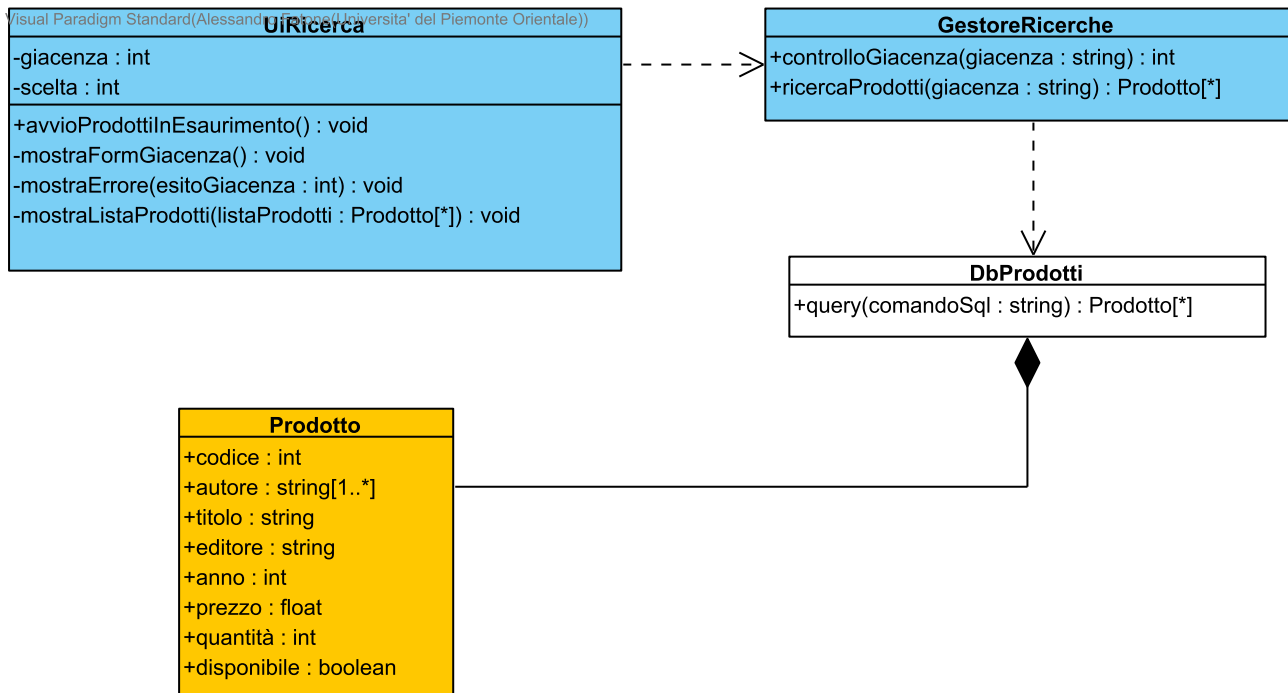 Visual Paradigm Standard(Alessandro Falone(Universita' del Piemonte Orientale))
UiRicerca
-giacenza : int
-scelta : int
+avvioProdottiInEsaurimento() : void
-mostraFormGiacenza() : void
-mostraErrore(esitoGiacenza : int) : void
-mostraListaProdotti(listaProdotti : Prodotto[*]) : void
GestoreRicerche
+controlloGiacenza(giacenza : string) : int
+ricercaProdotti(giacenza : string) : Prodotto[*]
DbProdotti
+query(comandoSql : string) : Prodotto[*]
Prodotto
+codice : int
+autore : string[1..*]
+titolo : string
+editore : string
+anno : int
+prezzo : float
+quantità : int
+disponibile : boolean